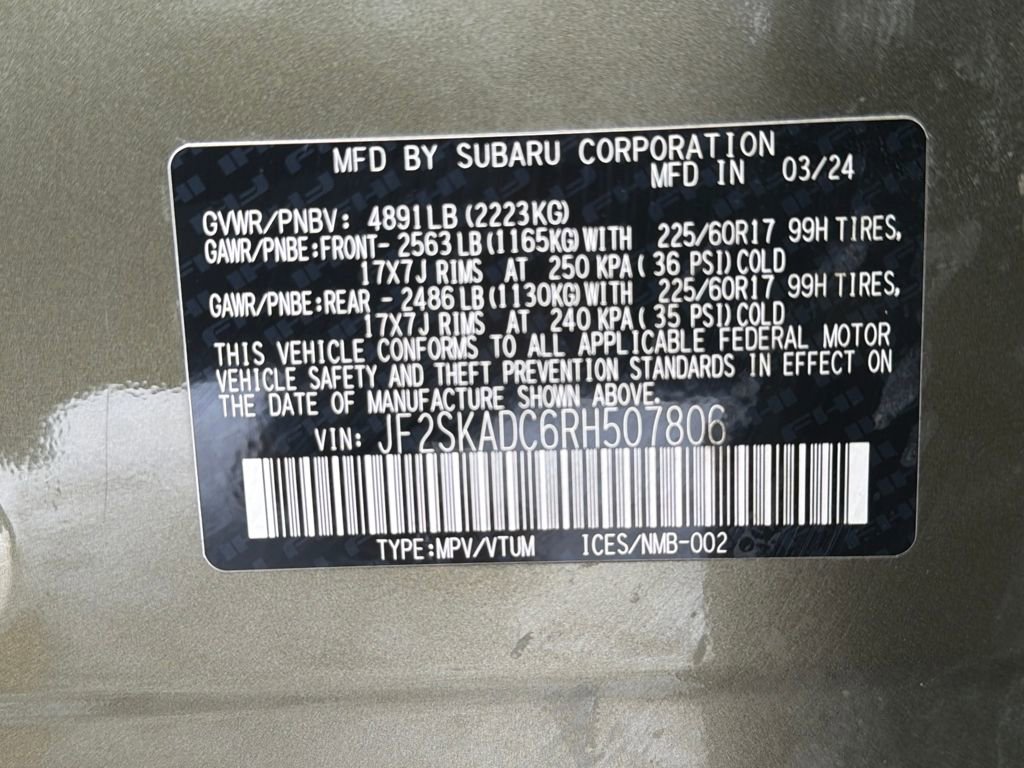 MFD BY SUBARU CORPORATION
MFD IN 03/24
GVWR/PNBV: 4891LB (2223KG)
GAWR/PNBE:FRONT- 2563 LB (1165KG) WITH 225/60R17 99H TIRES,
17X7J RIMS AT 250 KPA ( 36 PSI) COLD
GAWR/PNBE:REAR - 2486 LB (1130KG) WITH 225/60R17 99H TIRES,
17X7J RIMS AT 240 KPA ( 35 PSI) COLD
THIS VEHICLE CONFORMS TO ALL APPLICABLE FEDERAL MOTOR
VEHICLE SAFETY AND THEFT PREVENTION STANDARDS IN EFFECT ON
THE DATE OF MANUFACTURE SHOWN ABOVE.
VIN: JF2SKADC6RH507806
TYPE:MPV/VTUM ICES/NMB-002